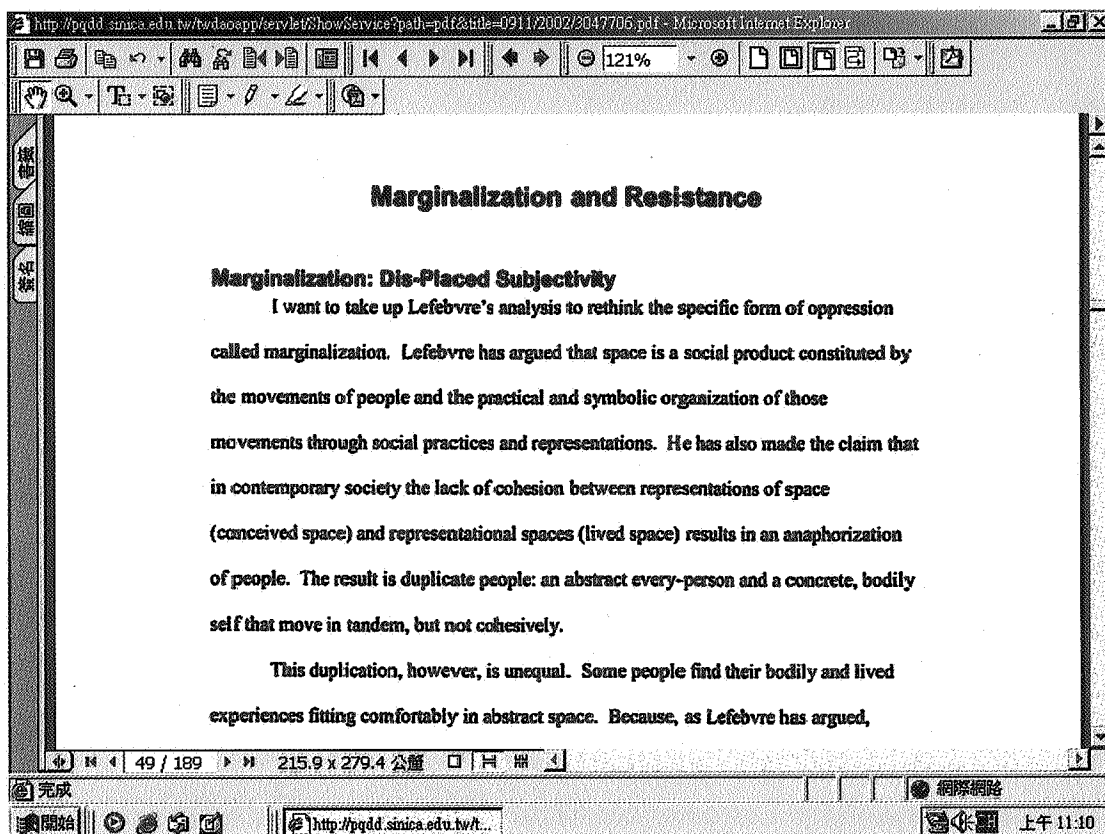 http://pqdd.sinica.edu.tw/twdaoapp/servlet/ShowService?path=pdf&title=0911/2002/3047706.pdf - Microsoft Internet Explorer
121%
書籤
縮圖
簽名
Marginalization and Resistance
Marginalization: Dis-Placed Subjectivity
I want to take up Lefebvre's analysis to rethink the specific form of oppression
called marginalization. Lefebvre has argued that space is a social product constituted by
the movements of people and the practical and symbolic organization of those
movements through social practices and representations. He has also made the claim that
in contemporary society the lack of cohesion between representations of space
(conceived space) and representational spaces (lived space) results in an anaphorization
of people. The result is duplicate people: an abstract every-person and a concrete, bodily
self that move in tandem, but not cohesively.
This duplication, however, is unequal. Some people find their bodily and lived
experiences fitting comfortably in abstract space. Because, as Lefebvre has argued,
49 / 189 215.9 x 279.4 公釐
完成 網際網路
開始 http://pqdd.sinica.edu.tw/t... 上午 11:10